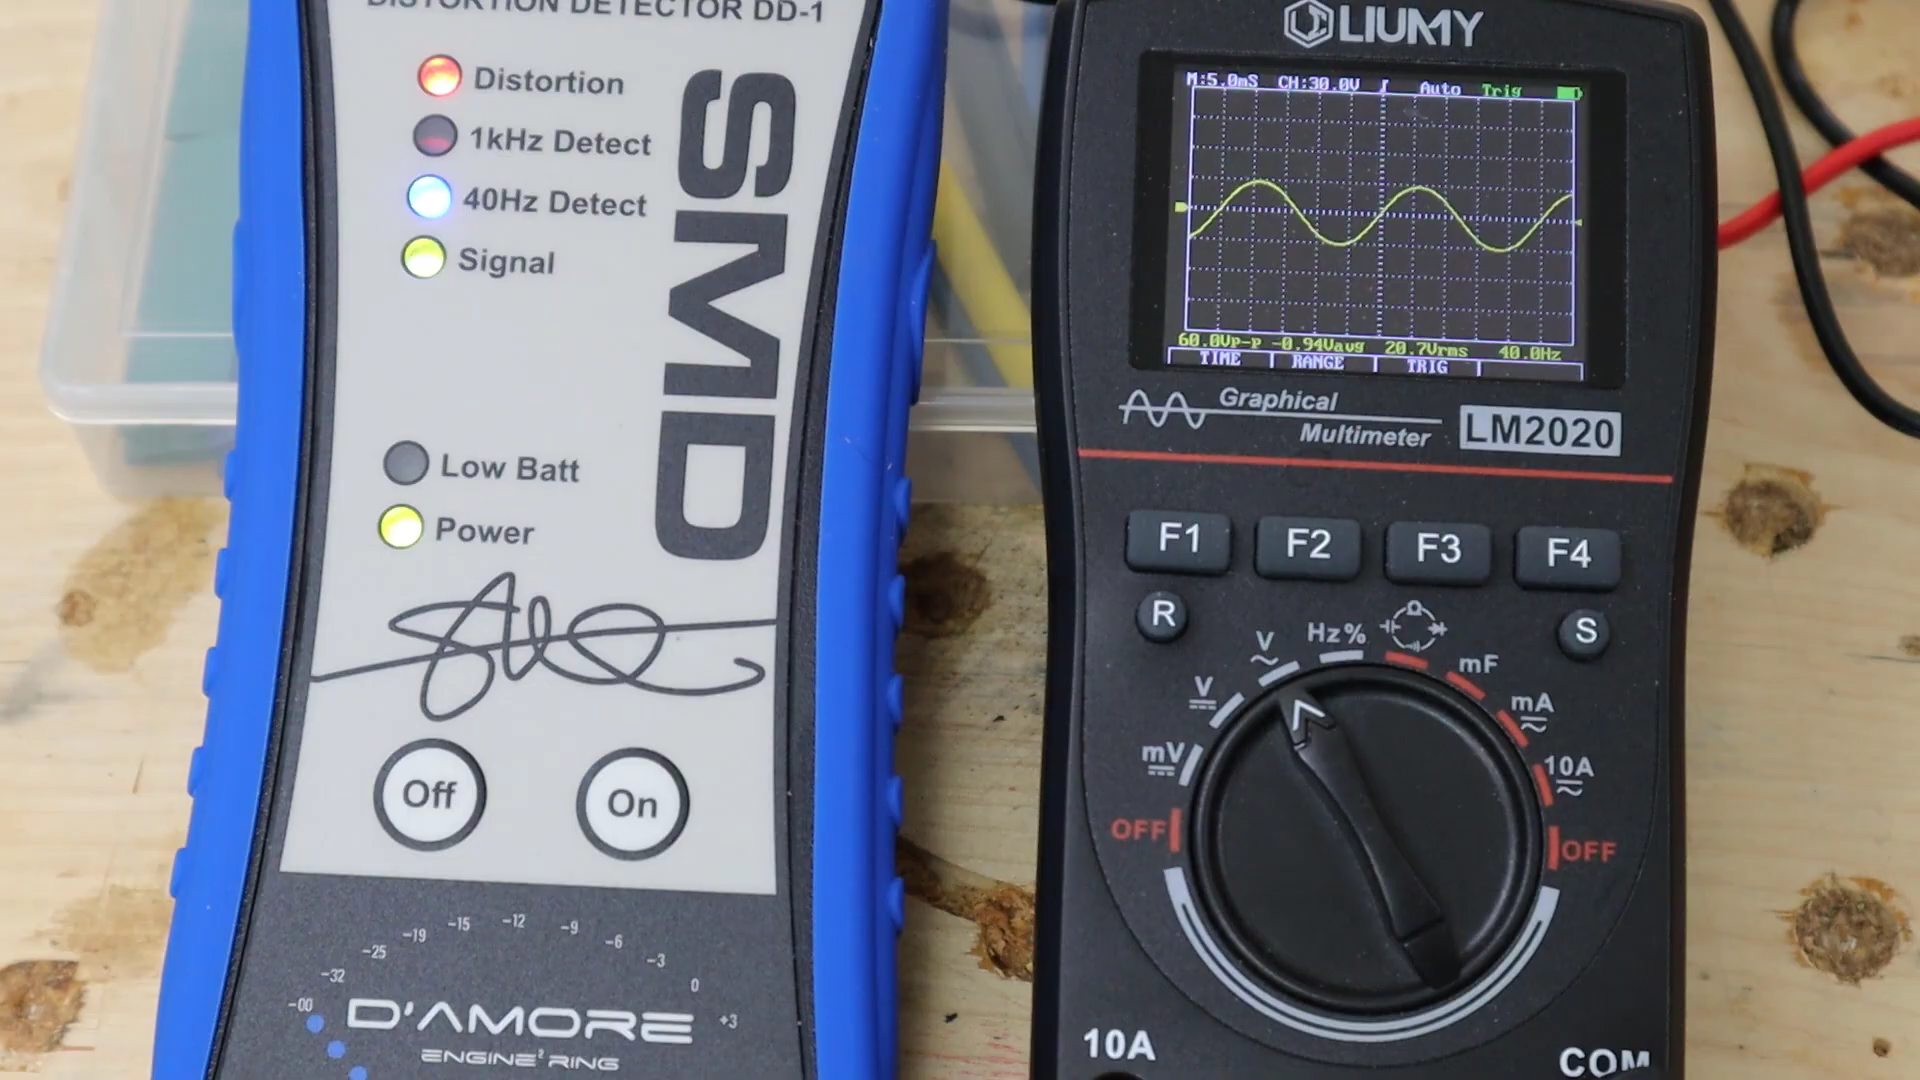 DISTORTION DETECTOR DD-1
Distortion
1kHz Detect
40Hz Detect
Signal
SMD
Low Batt
Power
Off
On
-00
-32
-25
-19
-15
-12
-9
-6
-3
0
+3
D'AMORE
ENGINE² RING
LIUMY
M:5.0mS CH:30.0V Auto Trig
60.0Vp-p -0.94Vavg 20.7Vrms 40.0Hz
TIME RANGE TRIG
Graphical
Multimeter
LM2020
F1 F2 F3 F4
R
S
mV
V
V
Hz%
Ω
mF
mA
10A
OFF
OFF
10A
COM